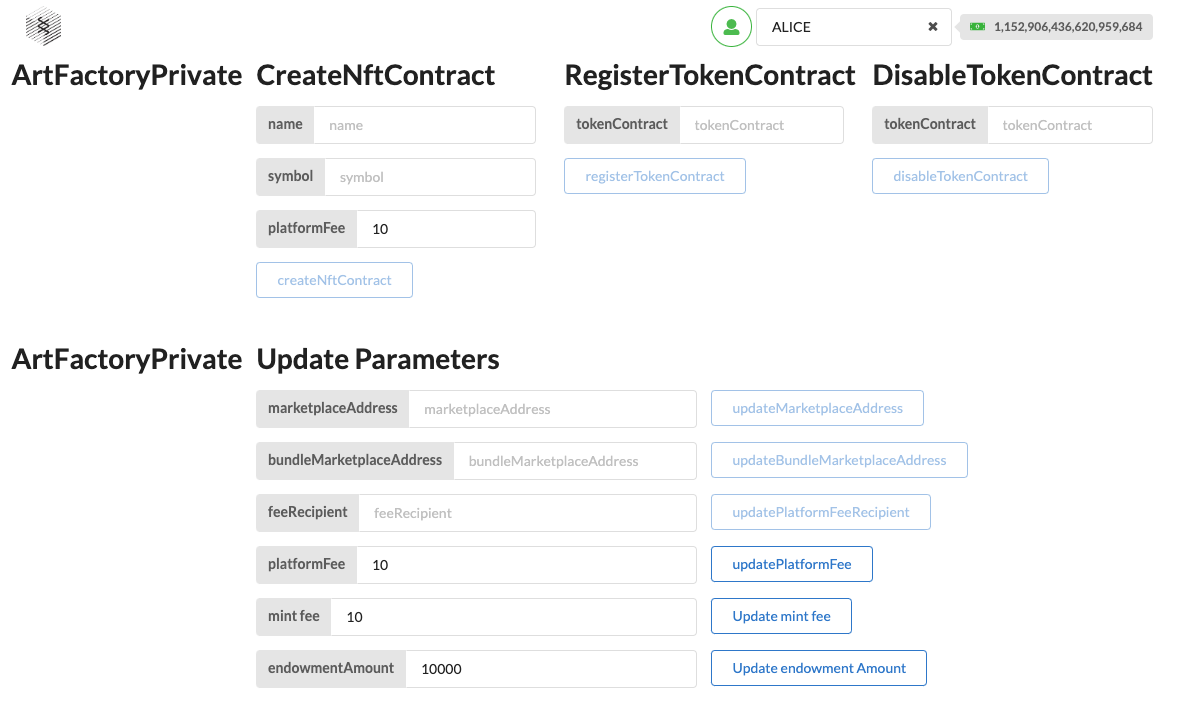 ALICE
1,152,906,436,620,959,684
ArtFactoryPrivate
CreateNftContract
name name
symbol symbol
platformFee 10
createNftContract
RegisterTokenContract
tokenContract tokenContract
registerTokenContract
DisableTokenContract
tokenContract tokenContract
disableTokenContract
ArtFactoryPrivate
Update Parameters
marketplaceAddress marketplaceAddress updateMarketplaceAddress
bundleMarketplaceAddress bundleMarketplaceAddress updateBundleMarketplaceAddress
feeRecipient feeRecipient updatePlatformFeeRecipient
platformFee 10 updatePlatformFee
mint fee 10 Update mint fee
endowmentAmount 10000 Update endowment Amount